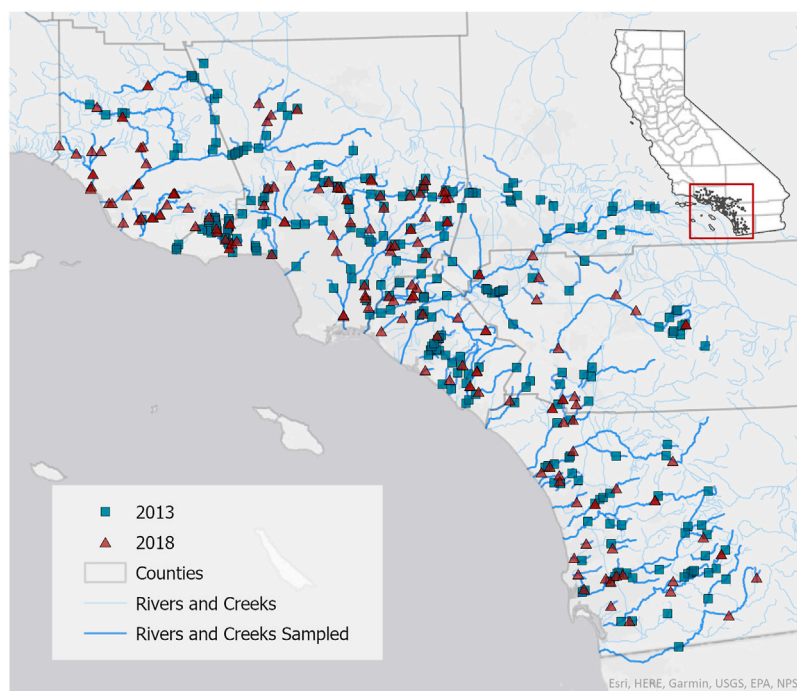 2013
2018
Counties
Rivers and Creeks
Rivers and Creeks Sampled
Esri, HERE, Garmin, USGS, EPA, NPS